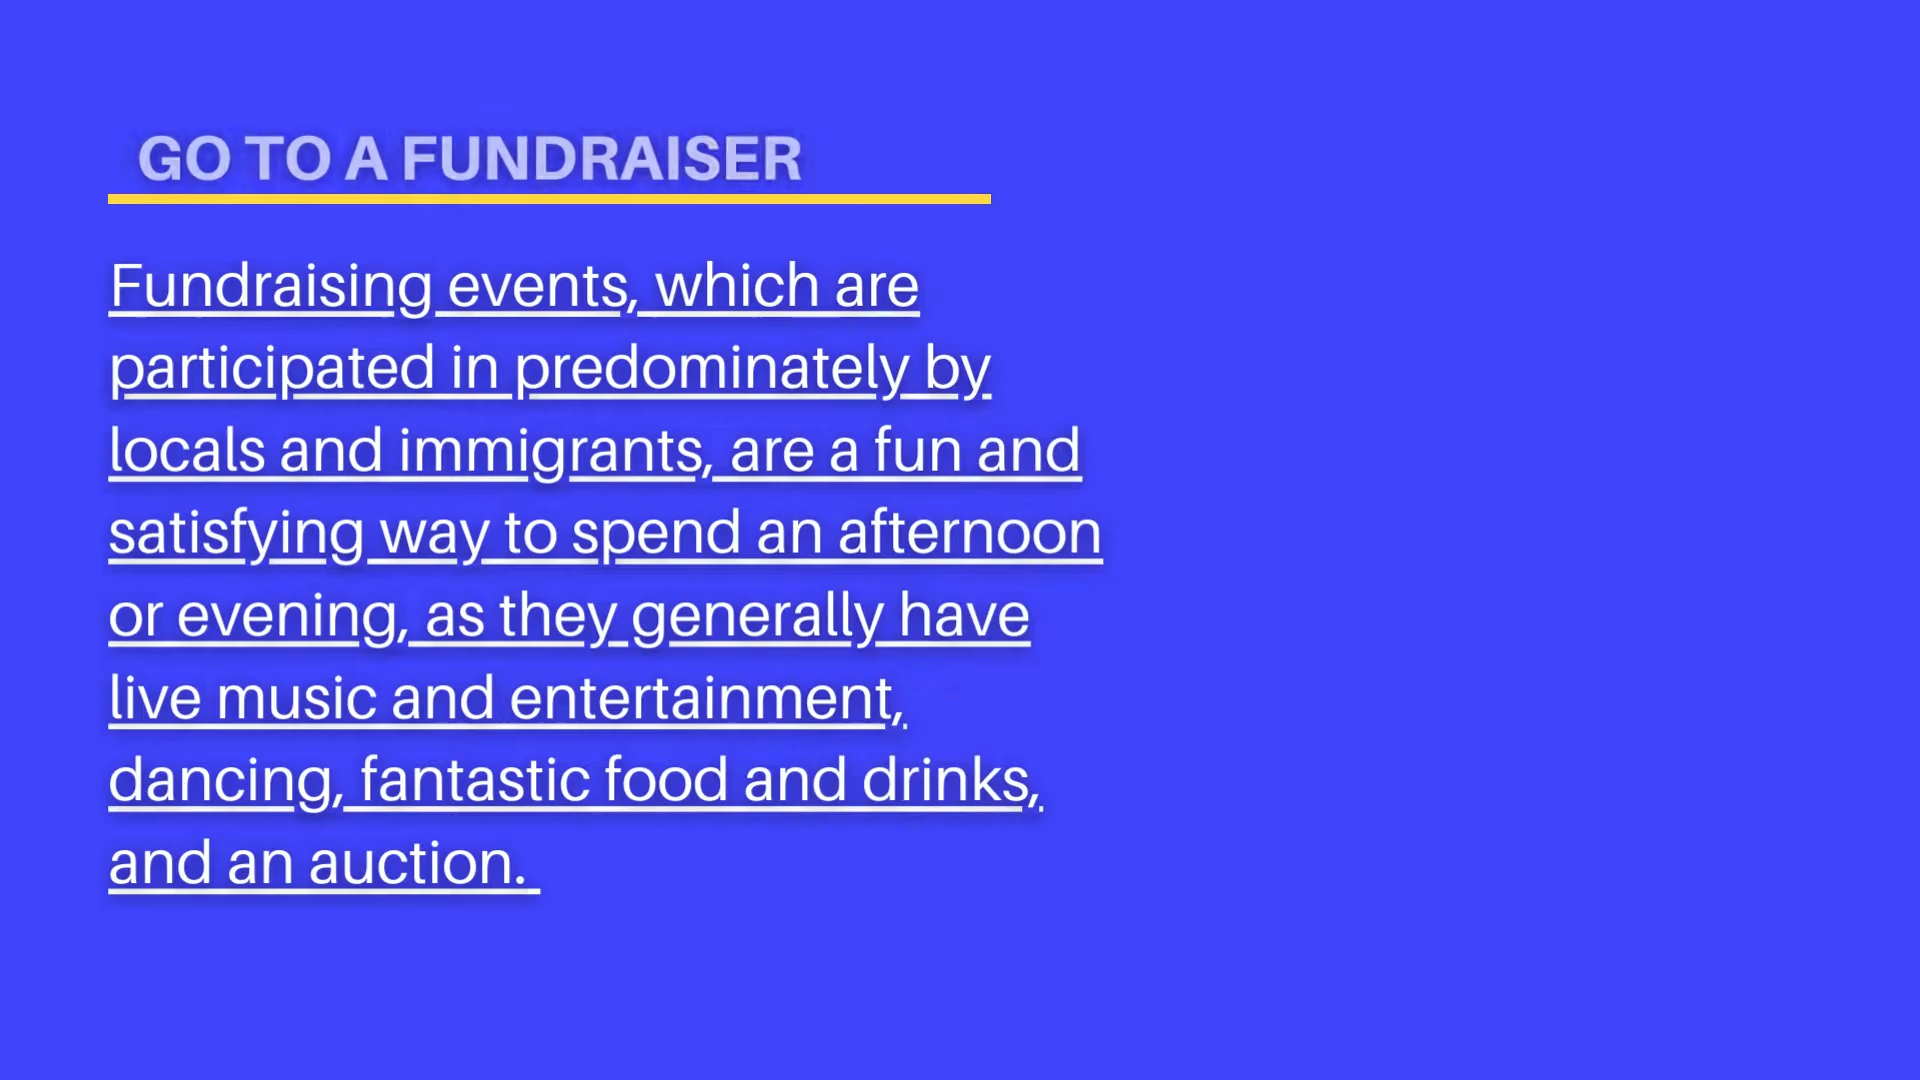 GO TO A FUNDRAISER
Fundraising events, which are
participated in predominately by
locals and immigrants, are a fun and
satisfying way to spend an afternoon
or evening, as they generally have
live music and entertainment,
dancing, fantastic food and drinks,
and an auction.